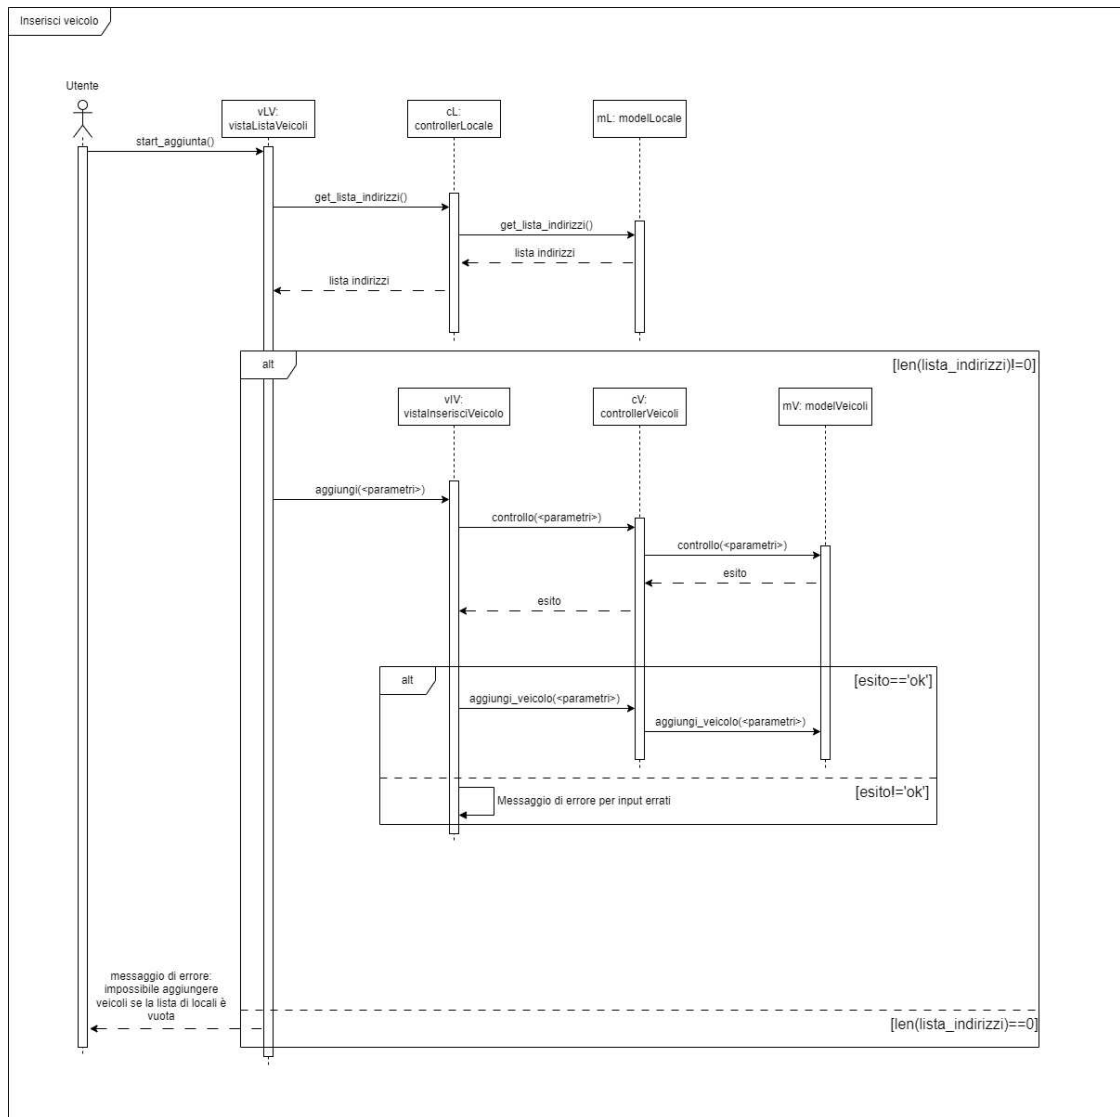 Inserisci veicolo
Utente
vLV:
vistaListaVeicoli
cL:
controllerLocale
mL: modelLocale
start_aggiunta()
get_lista_indirizzi()
get_lista_indirizzi()
lista indirizzi
lista indirizzi
alt
[len(lista_indirizzi)!=0]
vIV:
vistaInserisciVeicolo
cV:
controllerVeicoli
mV: modelVeicoli
aggiungi(<parametri>)
controllo(<parametri>)
controllo(<parametri>)
esito
esito
alt
[esito=='ok']
aggiungi_veicolo(<parametri>)
aggiungi_veicolo(<parametri>)
[esito!='ok']
Messaggio di errore per input errati
messaggio di errore:
impossibile aggiungere
veicoli se la lista di locali è
vuota
[len(lista_indirizzi)==0]